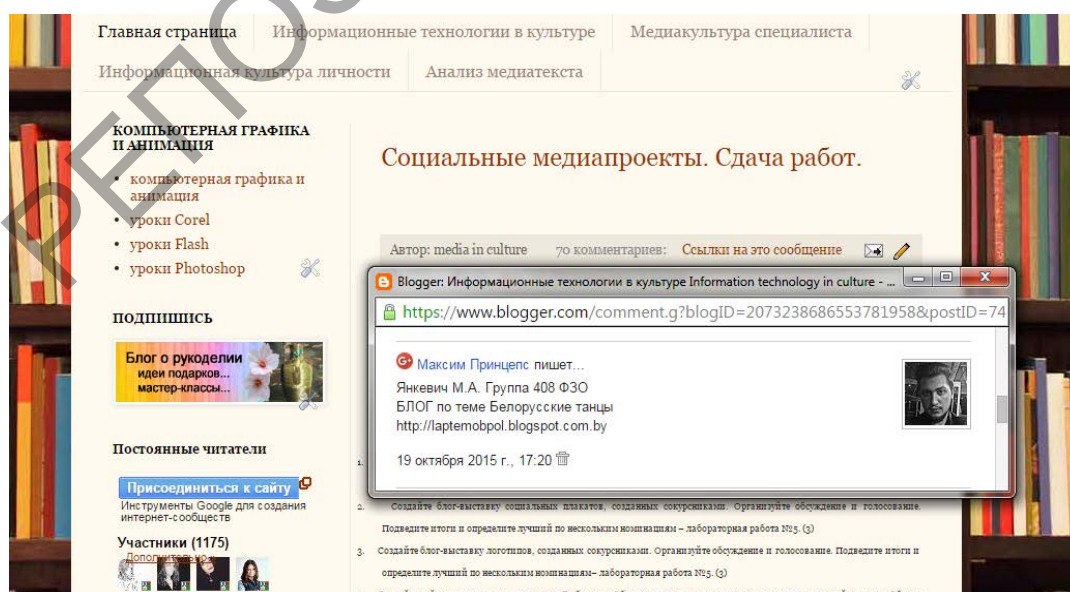 Главная страница Информационные технологии в культуре Медиакультура специалиста
Информационная культура личности Анализ медиатекста
РЕПОЗ
КОМПЬЮТЕРНАЯ ГРАФИКА
И АНИМАЦИЯ
• компьютерная графика и
анимация
• уроки Corel
• уроки Flash
• уроки Photoshop
ПОДПИШИСЬ
Блог о рукоделии
идеи подарков...
мастер-классы...
Постоянные читатели
Присоединиться к сайту
Инструменты Google для создания
интернет-сообществ
Участники (1175)
Дополнительно
Социальные медиапроекты. Сдача работ.
Автор: media in culture 70 комментариев: Ссылки на это сообщение
Blogger: Информационные технологии в культуре Information technology in culture - ...
https://www.blogger.com/comment.g?blogID=2073238686553781958&postID=74
Максим Принцепс пишет...
Янкевич М.А. Группа 408 ФЗО
БЛОГ по теме Белорусские танцы
http://laptemobpol.blogspot.com.by
19 октября 2015 г., 17:20
1.
2. Создайте блог-выставку социальных плакатов, созданных сокурсниками. Организуйте обсуждение и голосование.
Подведите итоги и определите лучший по нескольким номинациям – лабораторная работа №5. (3)
3. Создайте блог-выставку логотипов, созданных сокурсниками. Организуйте обсуждение и голосование. Подведите итоги и
определите лучший по нескольким номинациям– лабораторная работа №5. (3)